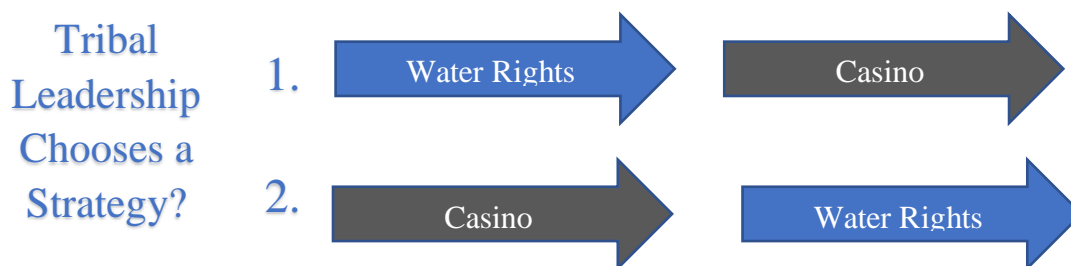 Tribal
Leadership
Chooses a
Strategy?
1. Water Rights Casino
2. Casino Water Rights